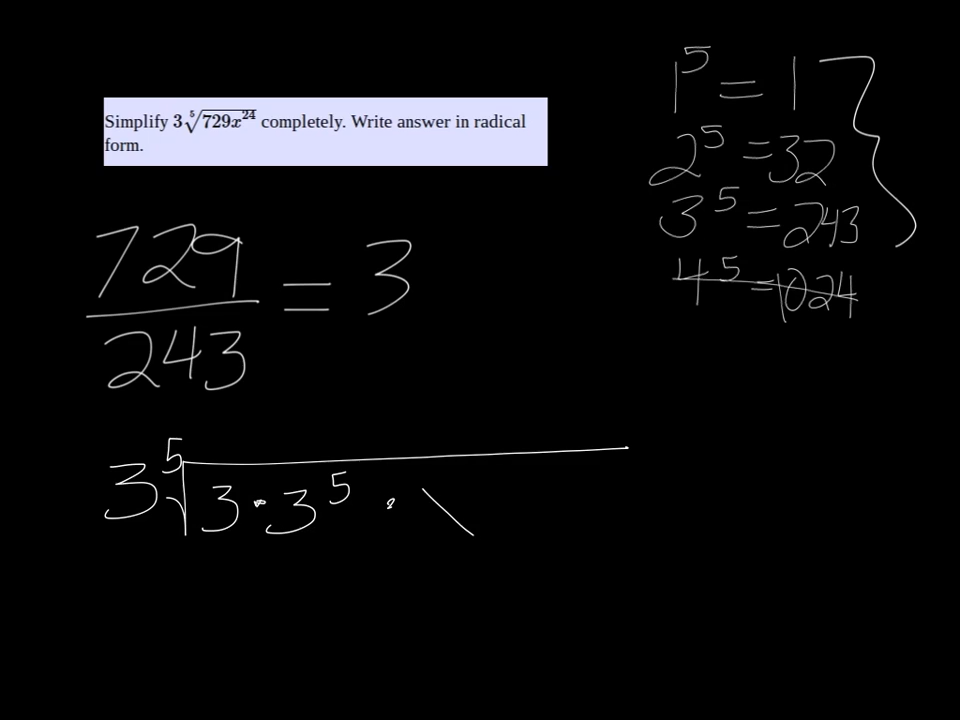 Simplify 3⁵√729x²⁴ completely. Write answer in radical
form.
1⁵ = 1
2⁵ = 32
3⁵ = 243
4⁵ = 1024
729/243 = 3
3⁵√3·3⁵·